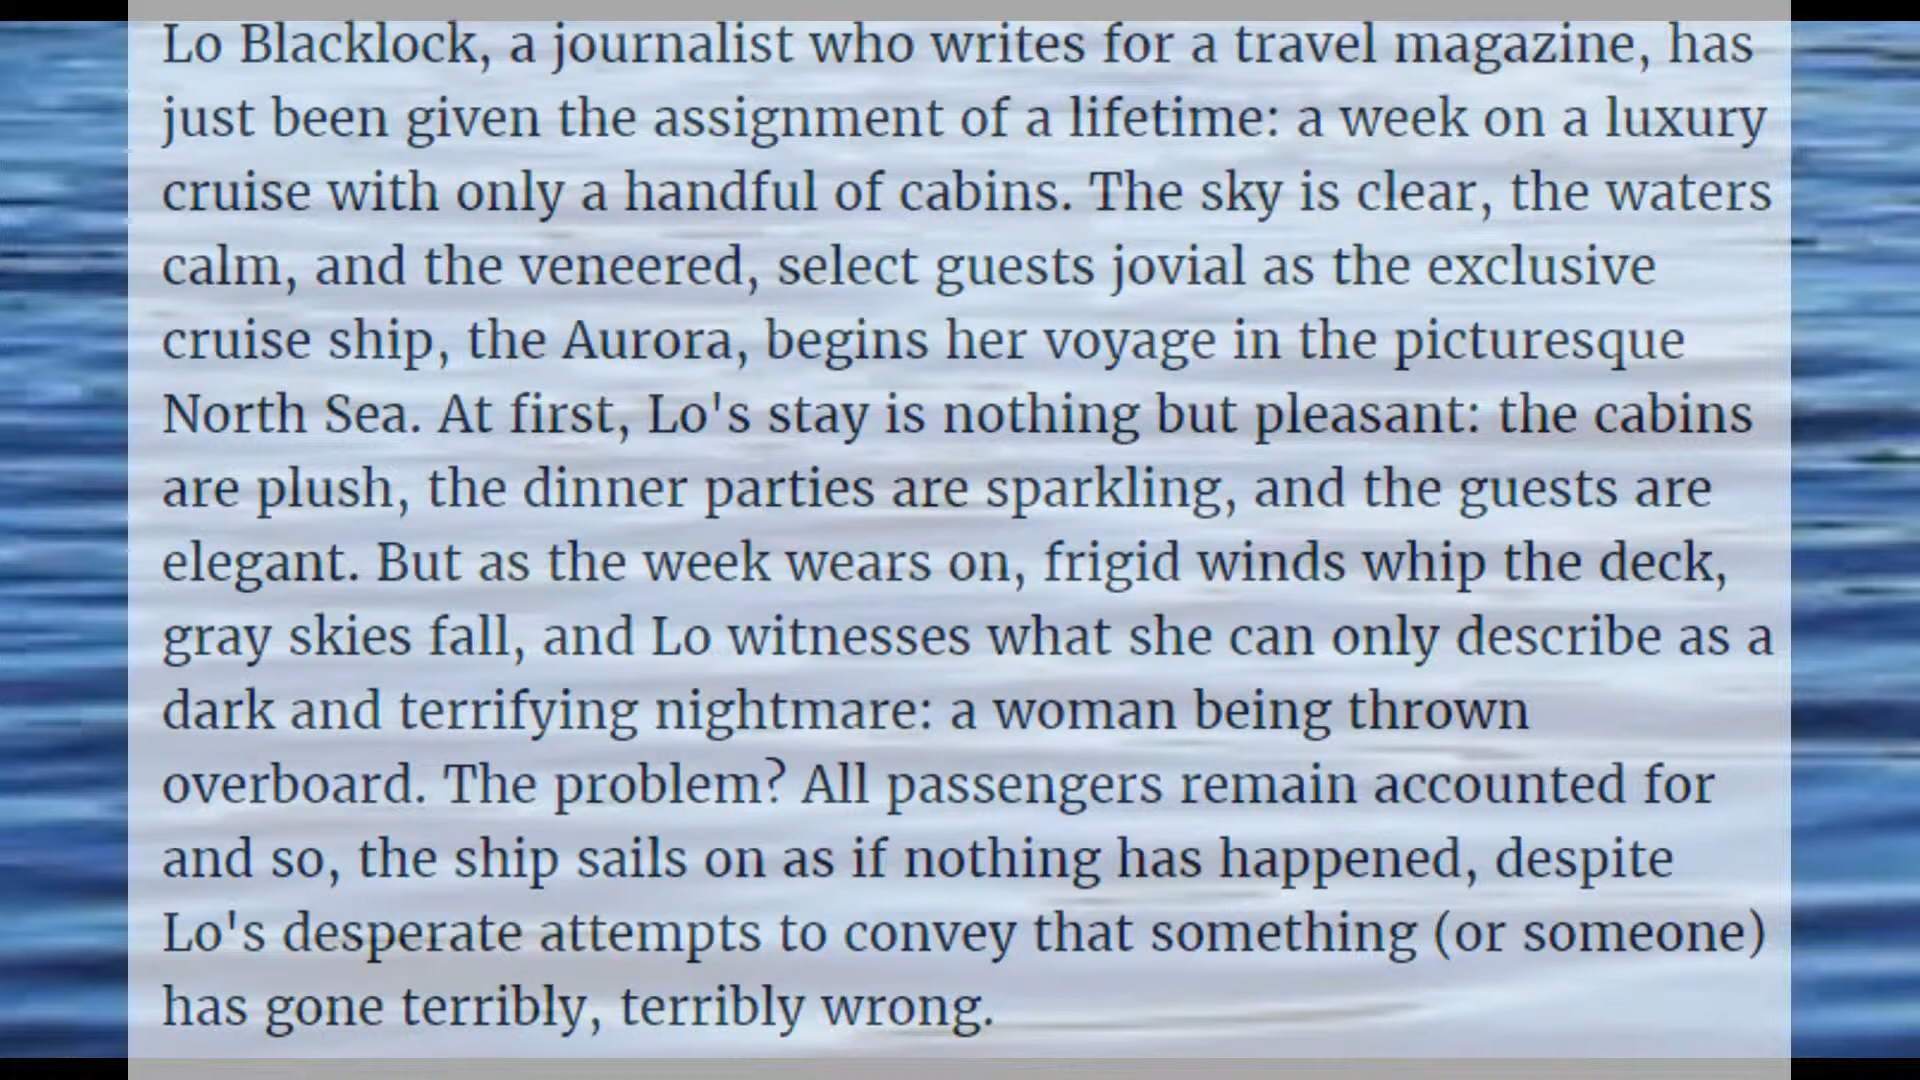 Lo Blacklock, a journalist who writes for a travel magazine, has
just been given the assignment of a lifetime: a week on a luxury
cruise with only a handful of cabins. The sky is clear, the waters
calm, and the veneered, select guests jovial as the exclusive
cruise ship, the Aurora, begins her voyage in the picturesque
North Sea. At first, Lo's stay is nothing but pleasant: the cabins
are plush, the dinner parties are sparkling, and the guests are
elegant. But as the week wears on, frigid winds whip the deck,
gray skies fall, and Lo witnesses what she can only describe as a
dark and terrifying nightmare: a woman being thrown
overboard. The problem? All passengers remain accounted for
and so, the ship sails on as if nothing has happened, despite
Lo's desperate attempts to convey that something (or someone)
has gone terribly, terribly wrong.